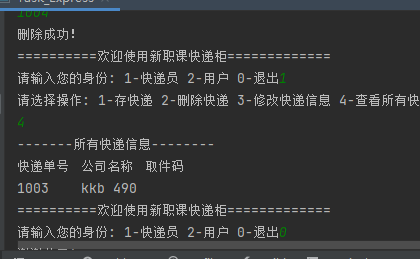 Task_Express
1004
删除成功!
==========欢迎使用新职课快递柜=============
请输入您的身份: 1-快递员 2-用户 0-退出1
请选择操作: 1-存快递 2-删除快递 3-修改快递信息 4-查看所有快
4
-------所有快递信息--------
快递单号 公司名称 取件码
1003 kkb 490
==========欢迎使用新职课快递柜=============
请输入您的身份: 1-快递员 2-用户 0-退出0